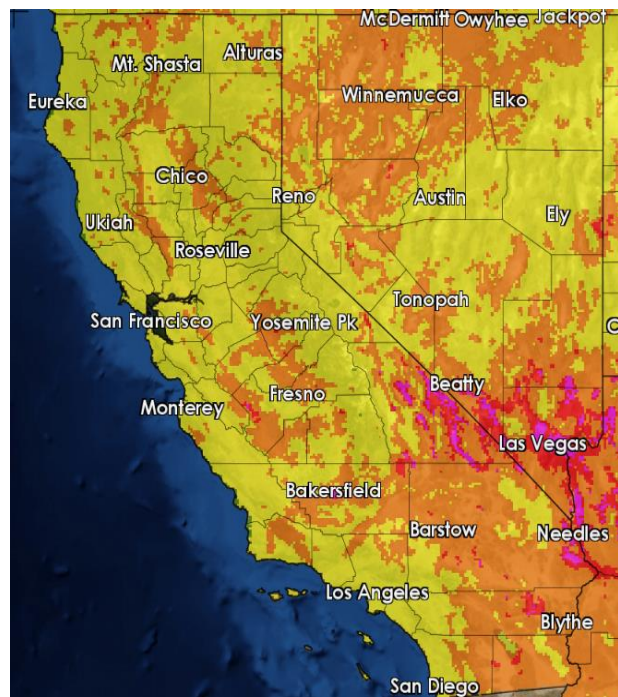 McDermitt Owyhee Jackpot
Alturas
Mt. Shasta
Eureka
Winnemucca
Elko
Chico
Reno
Austin
Ely
Ukiah
Roseville
Tonopah
San Francisco
Yosemite Pk
Beatty
Fresno
Monterey
Las Vegas
Bakersfield
Barstow
Needles
Los Angeles
Blythe
San Diego